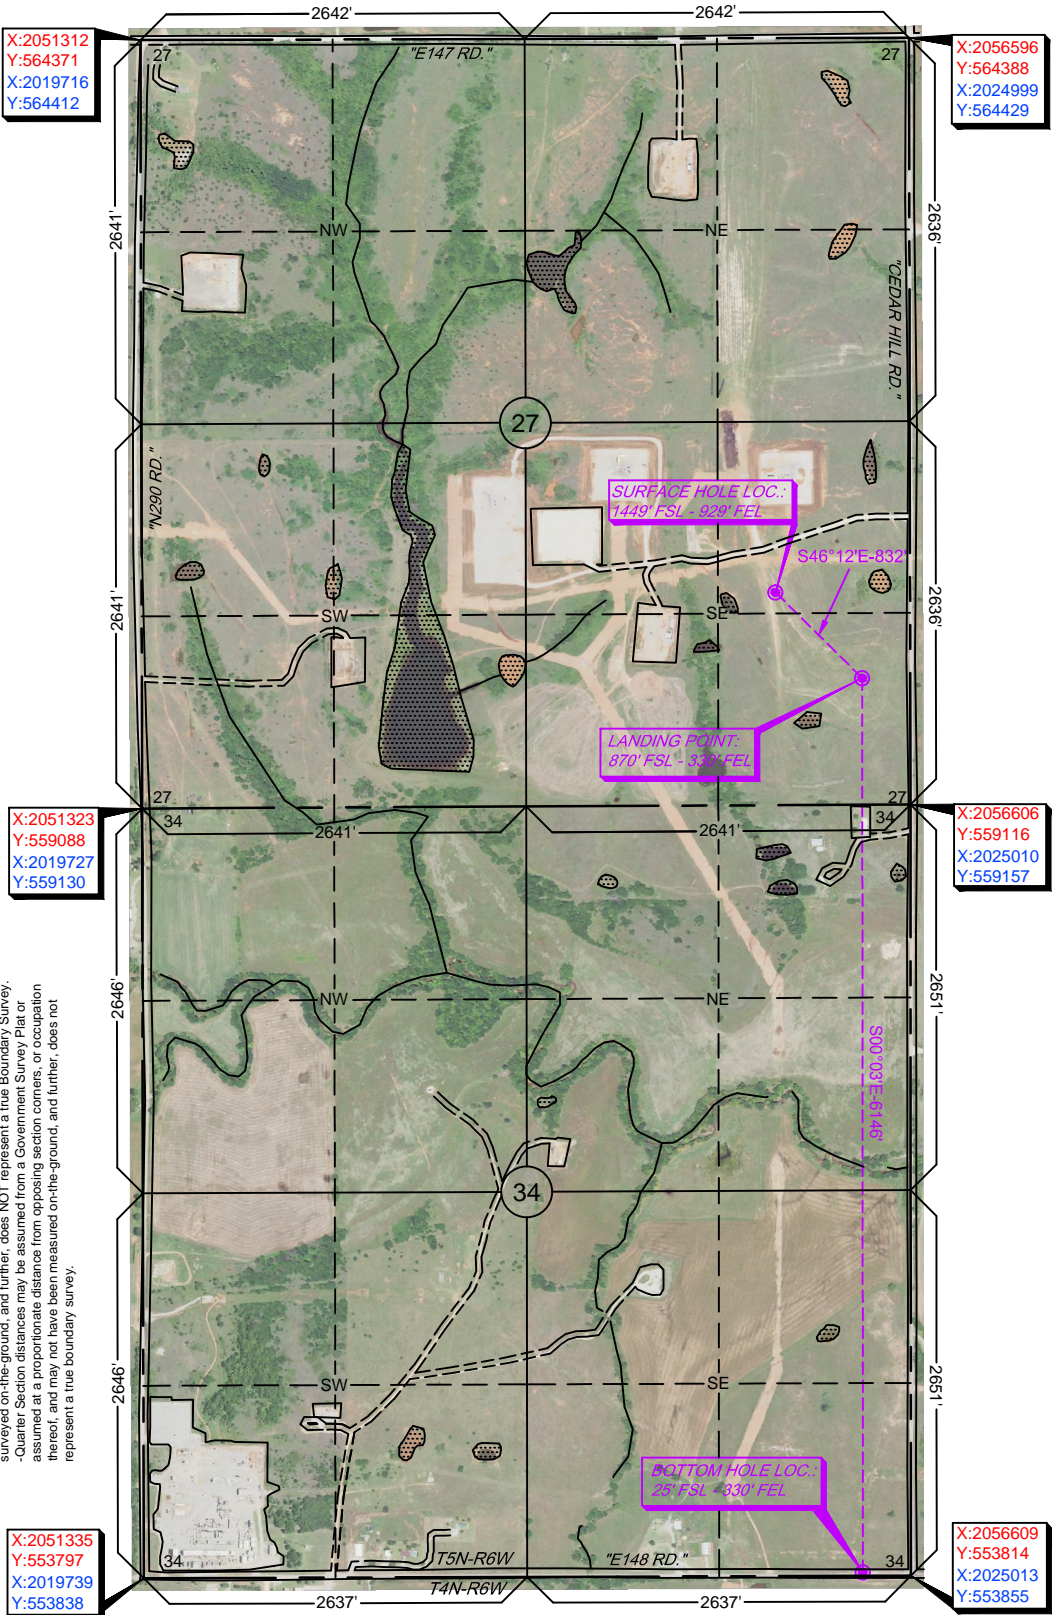 2642'
2642'
X:2051312
Y:564371
X:2019716
Y:564412
27
"E147 RD."
27
X:2056596
Y:564388
X:2024999
Y:564429
2641'
NW
NE
2636'
"CEDAR HILL RD."
27
"N290 RD."
SURFACE HOLE LOC.:
1449' FSL - 929' FEL
S46°12'E-832'
2641'
SW
SE
2636'
LANDING POINT:
870' FSL - 330' FEL
X:2051323
Y:559088
X:2019727
Y:559130
27
34
2641'
2641'
27
34
X:2056606
Y:559116
X:2025010
Y:559157
surveyed on-the-ground, and further, does NOT represent a true Boundary Survey.
-Quarter Section distances may be assumed from a Government Survey Plat or
assumed at a proportionate distance from opposing section corners, or occupation
thereof, and may not have been measured on-the-ground, and further, does not
represent a true boundary survey.
2646'
NW
NE
2651'
S00°03'E-6146'
34
2646'
SW
SE
2651'
BOTTOM HOLE LOC.:
25' FSL - 330' FEL
X:2051335
Y:553797
X:2019739
Y:553838
34
T5N-R6W
"E148 RD."
34
T4N-R6W
X:2056609
Y:553814
X:2025013
Y:553855
2637'
2637'